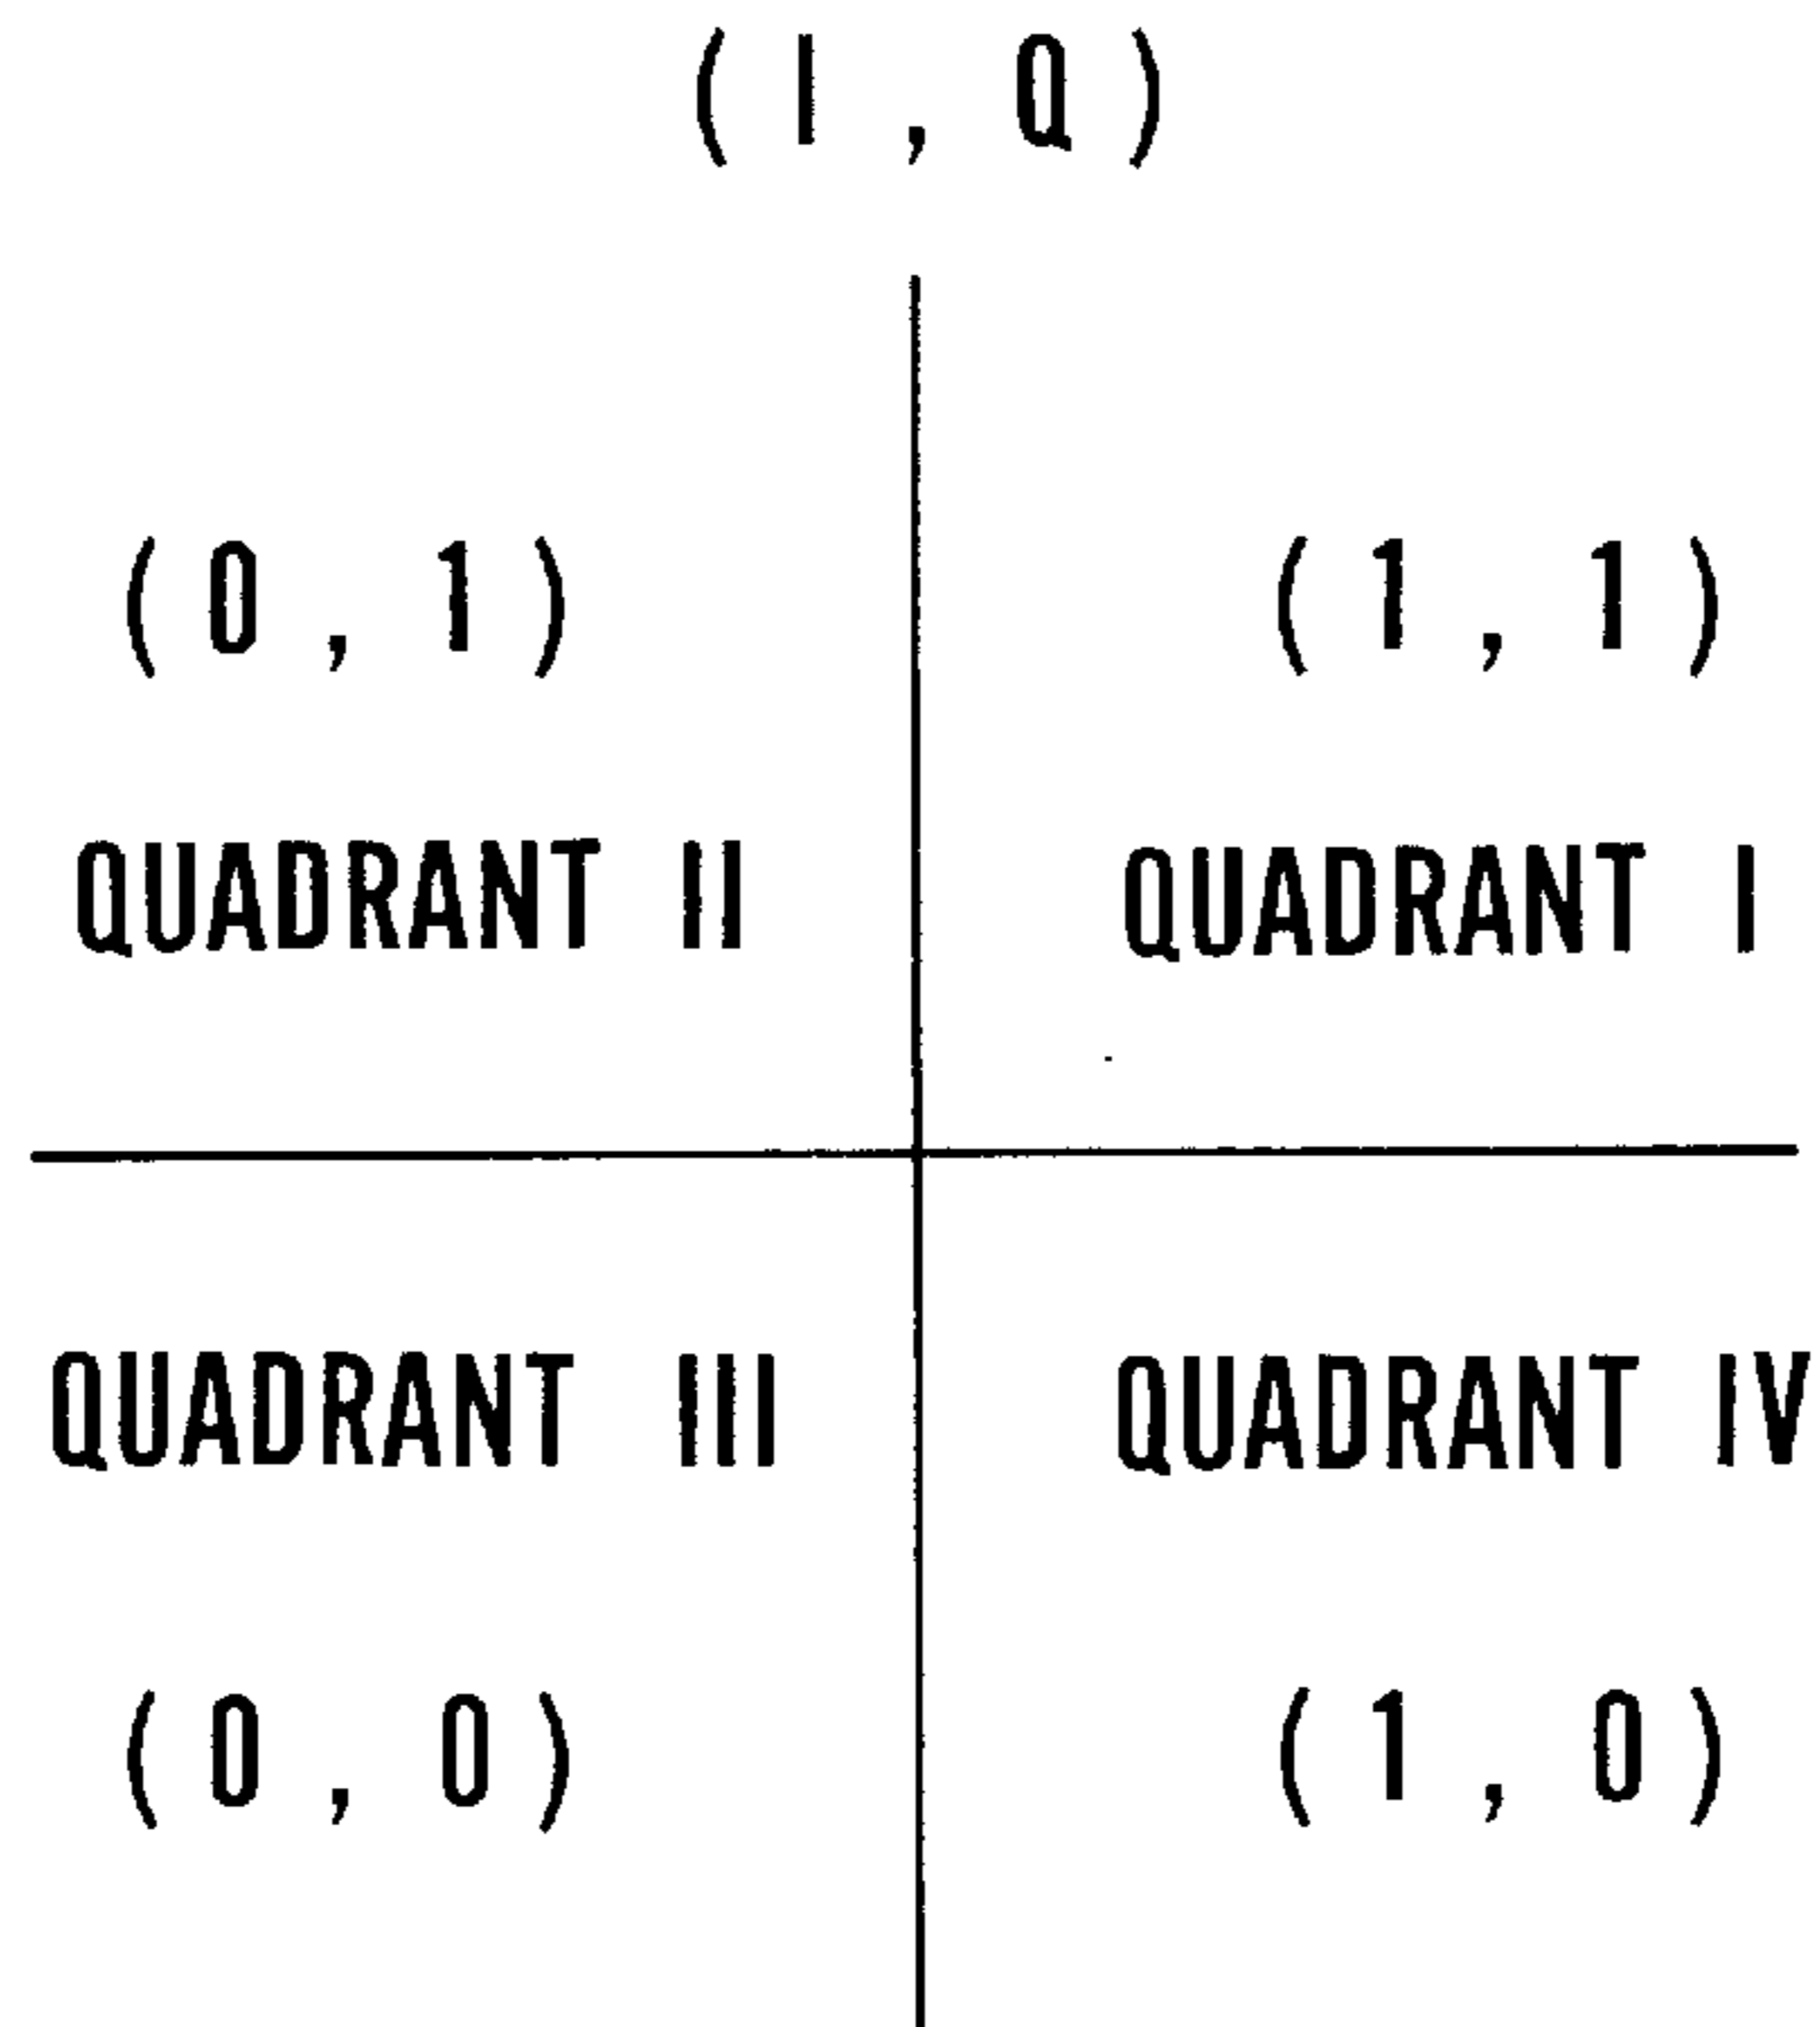 ( I , Q )
( 0 , 1 ) ( 1 , 1 )
QUADRANT II QUADRANT I
QUADRANT III QUADRANT IV
( 0 , 0 ) ( 1 , 0 )